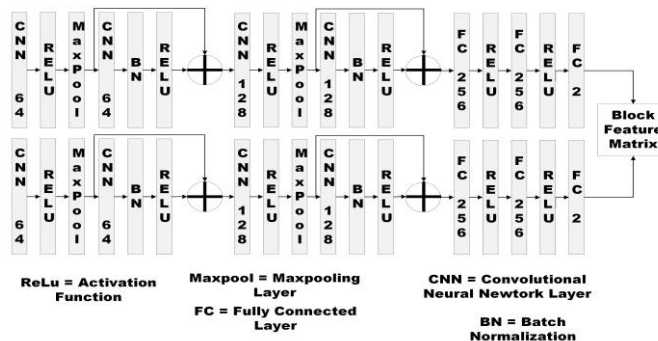 CNN 64
RELU
MaxPool
CNN 64
BN
RELU
CNN 128
RELU
MaxPool
CNN 128
BN
RELU
FC 256
RELU
FC 256
RELU
FC 2
Block
Feature
Matrix
CNN 64
RELU
MaxPool
CNN 64
BN
RELU
CNN 128
RELU
MaxPool
CNN 128
BN
RELU
FC 256
RELU
FC 256
RELU
FC 2
ReLu = Activation
Function
Maxpool = Maxpooling
Layer
FC = Fully Connected
Layer
CNN = Convolutional
Neural Newtork Layer
BN = Batch
Normalization